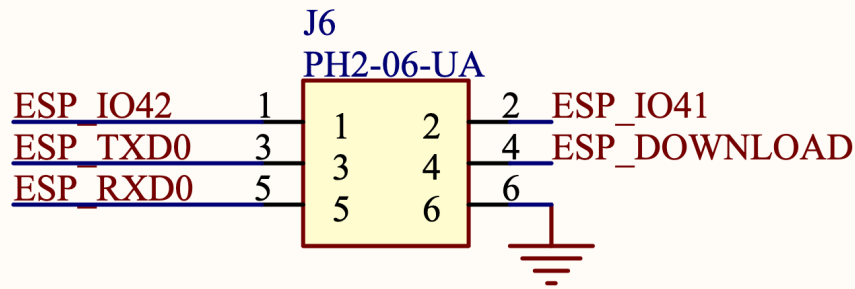 J6
PH2-06-UA
ESP_IO42 1 1 2 2 ESP_IO41
ESP_TXD0 3 3 4 4 ESP_DOWNLOAD
ESP_RXD0 5 5 6 6